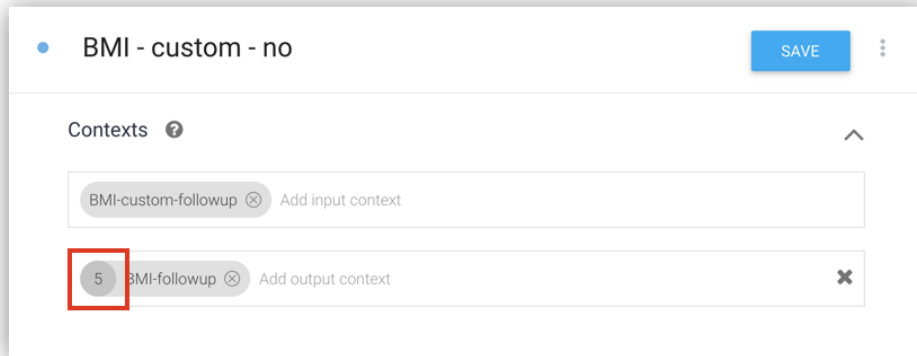 BMI - custom - no
SAVE
Contexts
BMI-custom-followup Add input context
5 BMI-followup Add output context